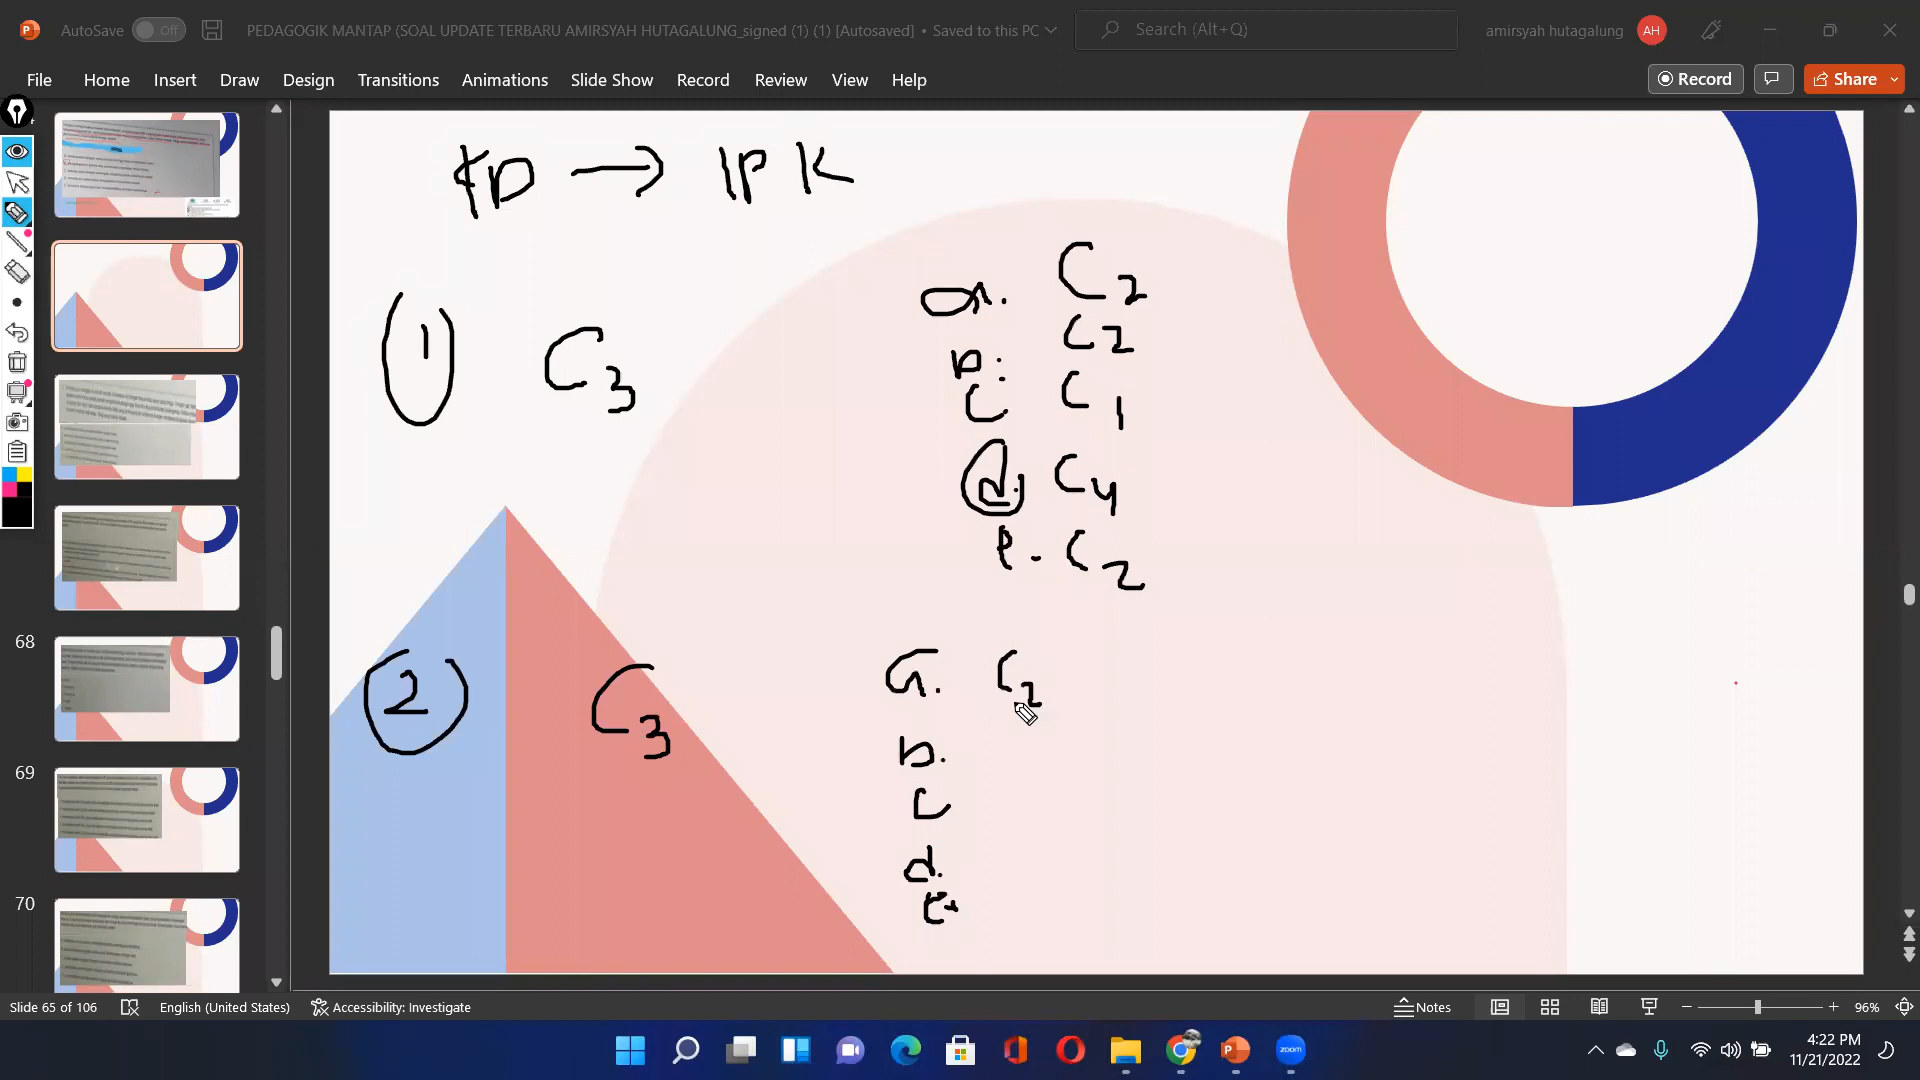 AutoSave Off PEDAGOGIK MANTAP (SOAL UPDATE TERBARU AMIRSYAH HUTAGALUNG_signed (1) (1) [Autosaved] • Saved to this PC Search (Alt+Q) amirsyah hutagalung AH
File Home Insert Draw Design Transitions Animations Slide Show Record Review View Help Record Share
KD → IPK
1 C3
a. C2
b. C2
C C1
d. C4
e. C2
2 C3
a. C2
b.
c
d.
e.
68
69
70
Slide 65 of 106 English (United States) Accessibility: Investigate Notes 96%
zoom
4:22 PM
11/21/2022